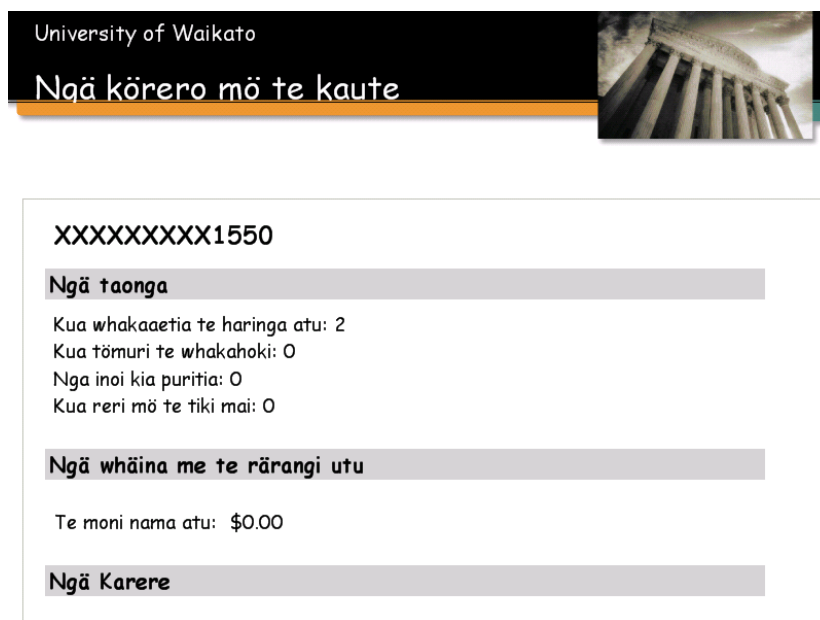 University of Waikato
Ngä körero mö te kaute
XXXXXXXXX1550
Ngä taonga
Kua whakaaetia te haringa atu: 2
Kua tömuri te whakahoki: 0
Nga inoi kia puritia: 0
Kua reri mö te tiki mai: 0
Ngä whäina me te rärangi utu
Te moni nama atu: $0.00
Ngä Karere